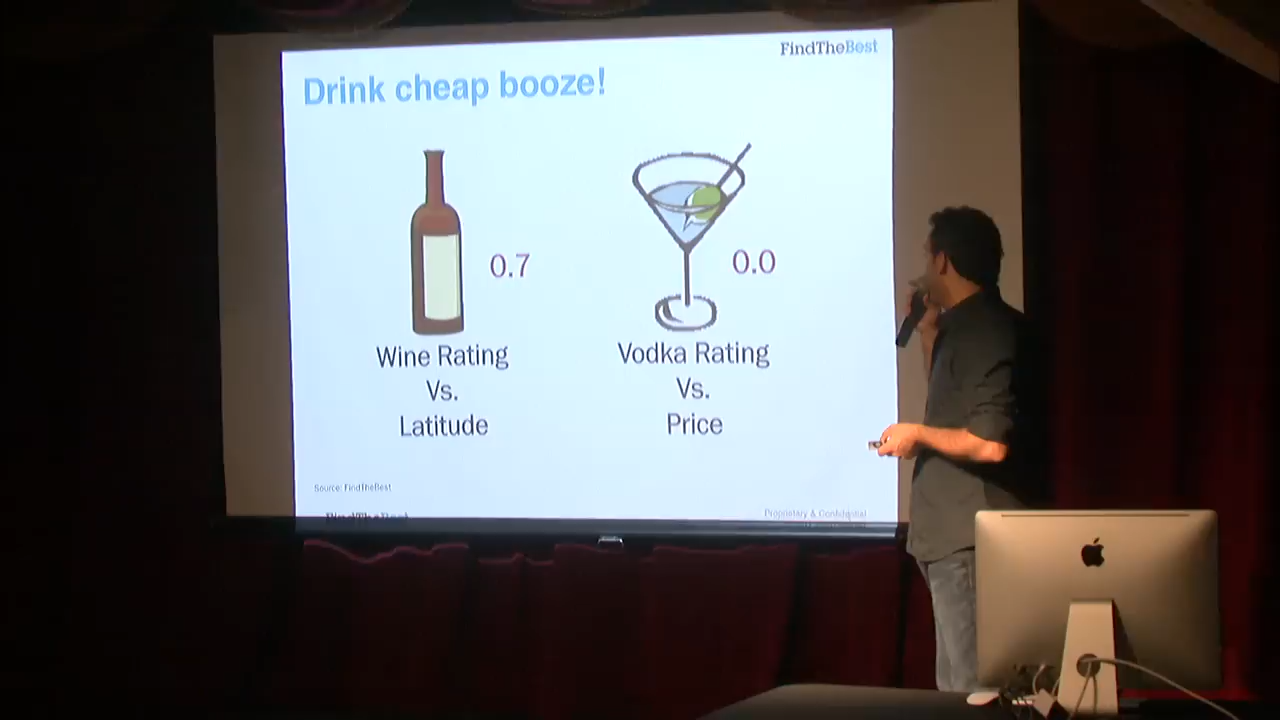 FindTheBest
Drink cheap booze!
0.7
0.0
Wine Rating
Vs.
Latitude
Vodka Rating
Vs.
Price
Source: FindTheBest
FindTheBest
Proprietary & Confidential